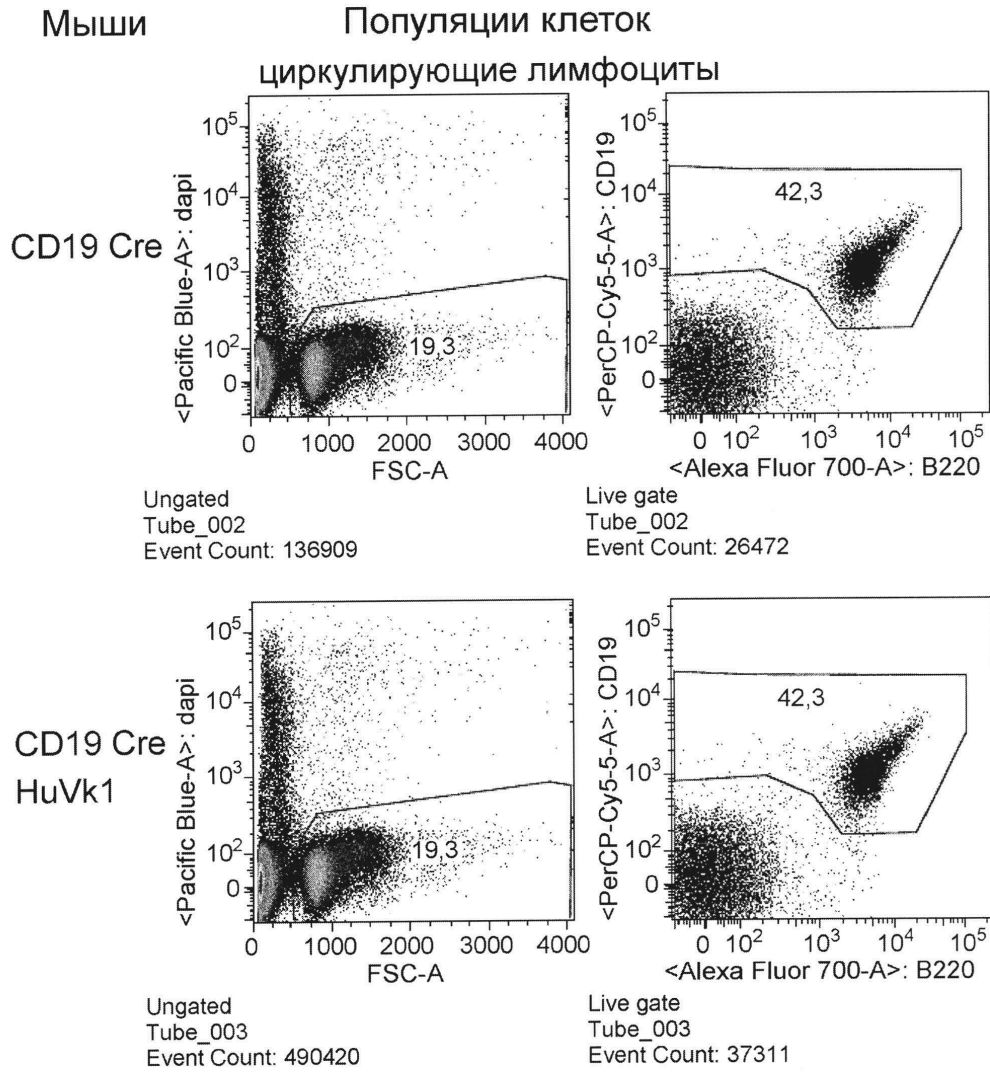 Мыши
Популяции клеток
циркулирующие лимфоциты
CD19 Cre
<Pacific Blue-A>: dapi
10⁵
10⁴
10³
10²
0
19,3
0 1000 2000 3000 4000
FSC-A
Ungated
Tube_002
Event Count: 136909
<PerCP-Cy5-5-A>: CD19
10⁵
10⁴
10³
10²
0
42,3
0 10² 10³ 10⁴ 10⁵
<Alexa Fluor 700-A>: B220
Live gate
Tube_002
Event Count: 26472
CD19 Cre
HuVk1
<Pacific Blue-A>: dapi
10⁵
10⁴
10³
10²
0
19,3
0 1000 2000 3000 4000
FSC-A
Ungated
Tube_003
Event Count: 490420
<PerCP-Cy5-5-A>: CD19
10⁵
10⁴
10³
10²
0
42,3
0 10² 10³ 10⁴ 10⁵
<Alexa Fluor 700-A>: B220
Live gate
Tube_003
Event Count: 37311